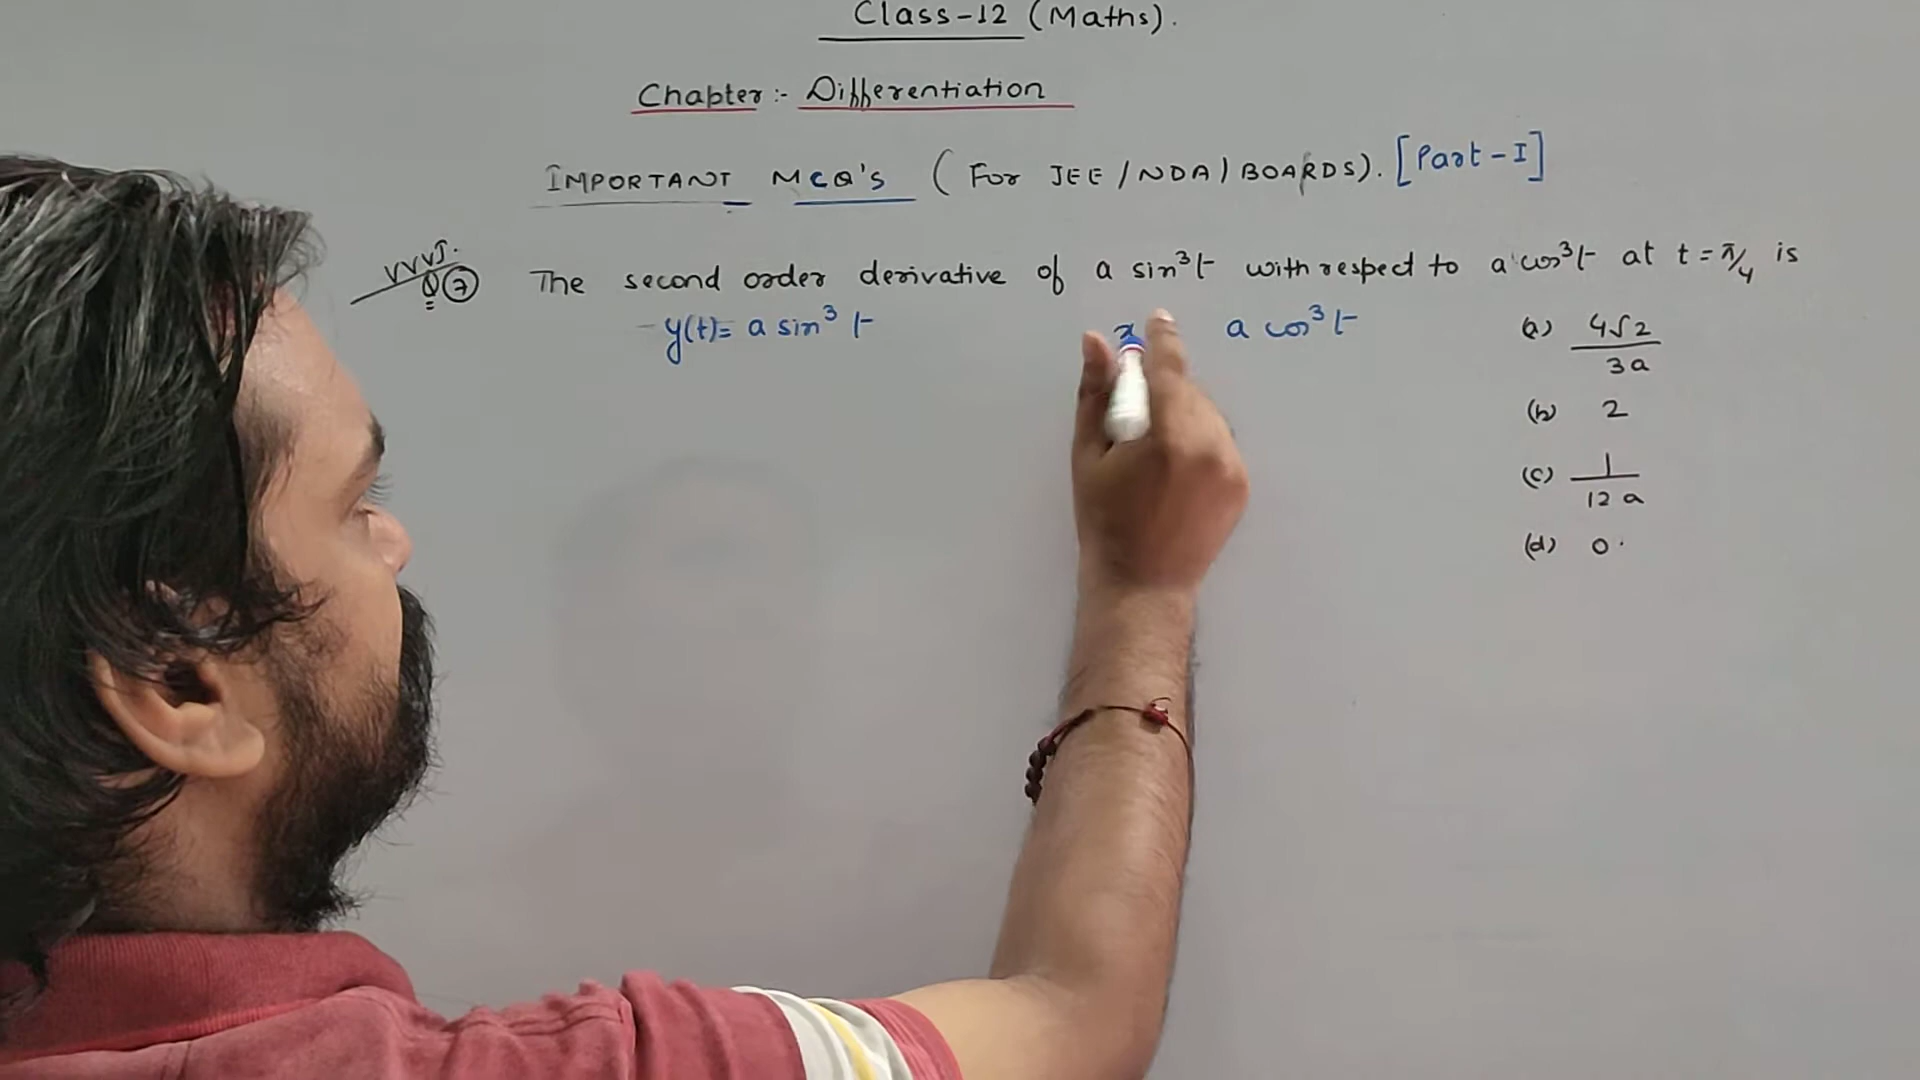 Class-12 (Maths).
Chapter :- Differentiation
IMPORTANT MCQ'S (For JEE/NDA/BOARDS). [Part-I]
VVVI.
Q 7 The second order derivative of a sin³t with respect to a cos³t at t = π/4 is
y(t) = a sin³ t x a cos³t
(a) 4√2/3a
(b) 2
(c) 1/12a
(d) 0.